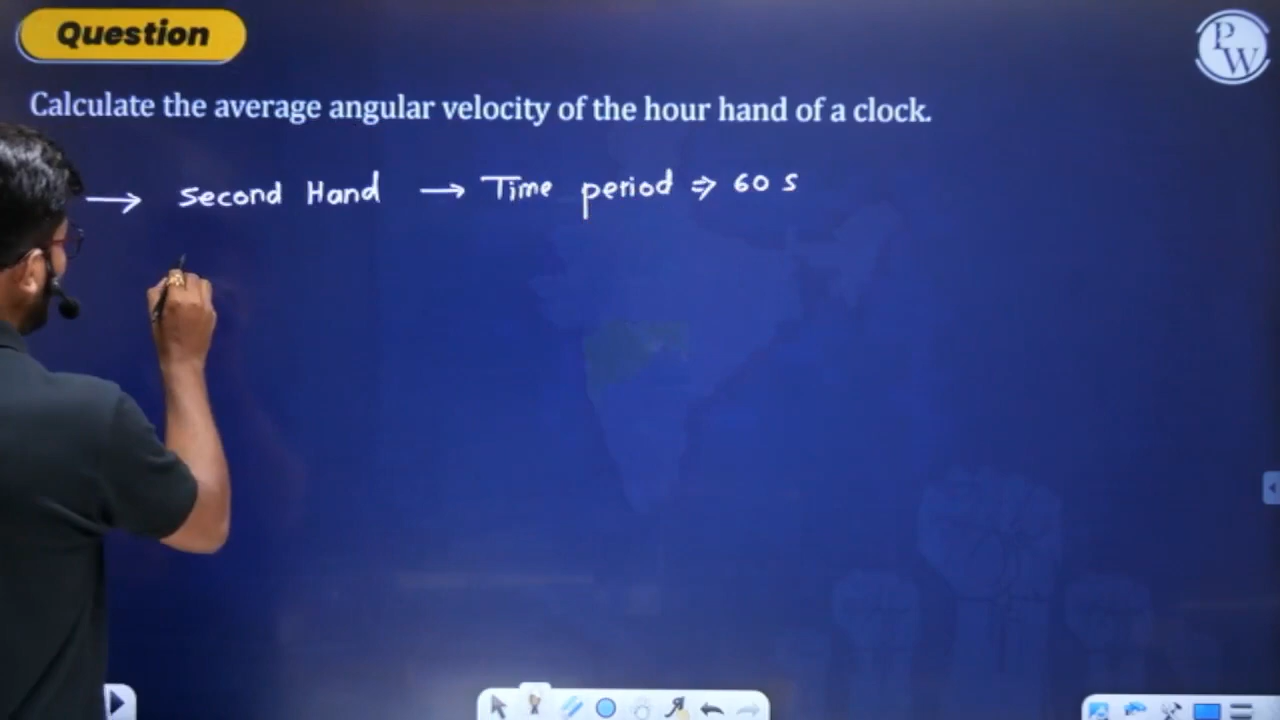 Question
PW
Calculate the average angular velocity of the hour hand of a clock.
→ Second Hand → Time period ⇒ 60 s